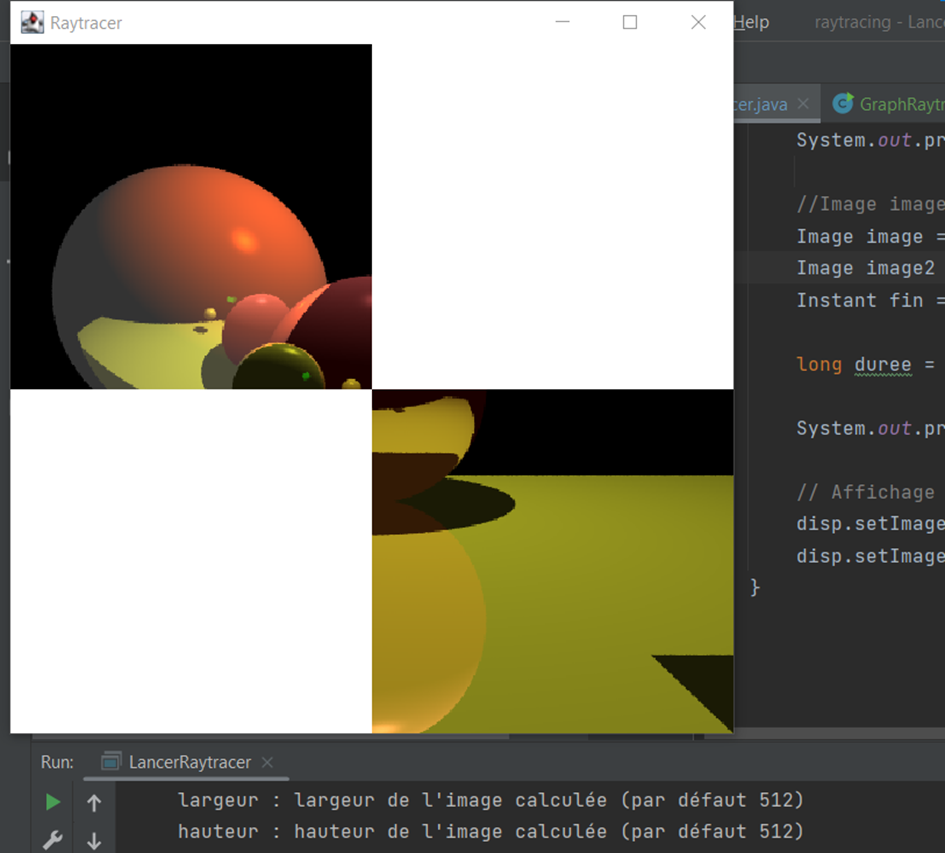 Raytracer
Help
raytracing - Lanc
cer.java
GraphRaytr
System.out.pr
//Image image
Image image =
Image image2
Instant fin =
long duree =
System.out.pr
// Affichage
disp.setImage
disp.setImage
}
Run:
LancerRaytracer
largeur : largeur de l'image calculée (par défaut 512)
hauteur : hauteur de l'image calculée (par défaut 512)